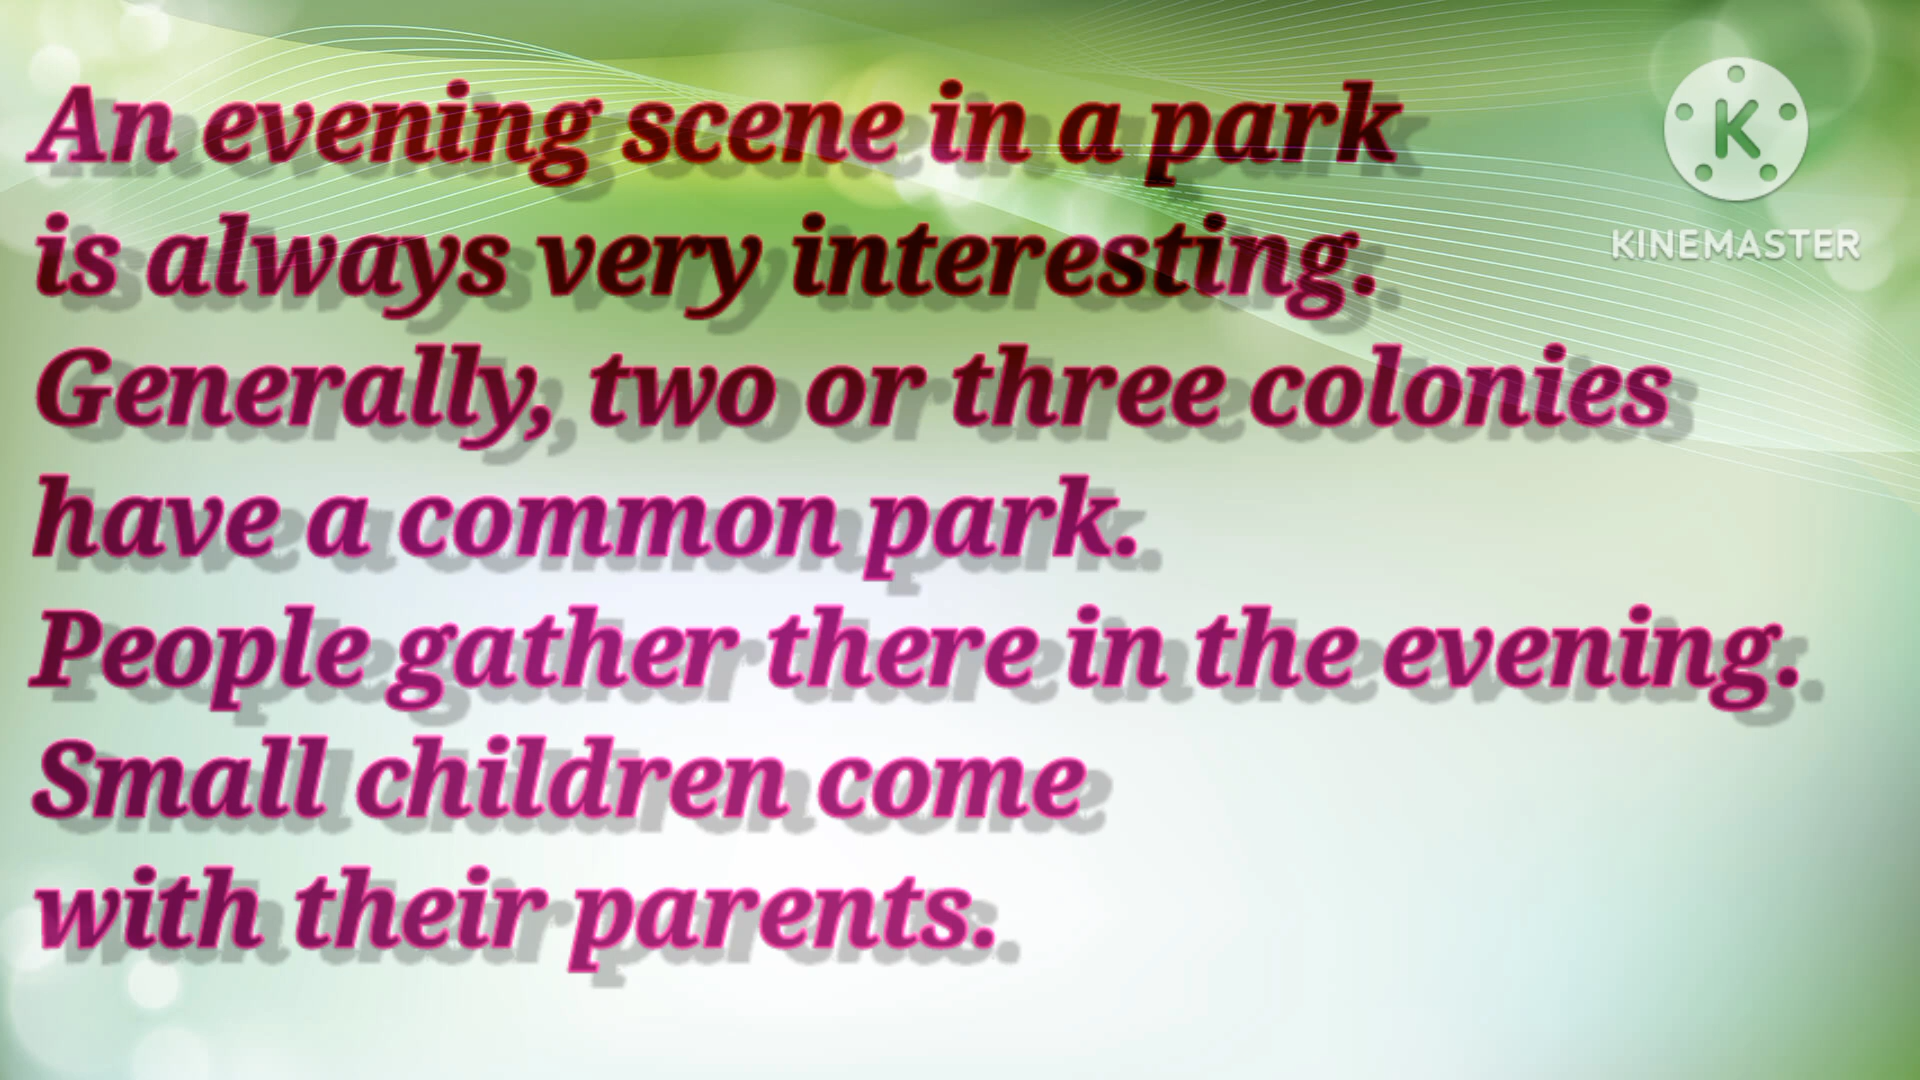 An evening scene in a park
is always very interesting.
Generally, two or three colonies
have a common park.
People gather there in the evening.
Small children come
with their parents.
K
KINEMASTER